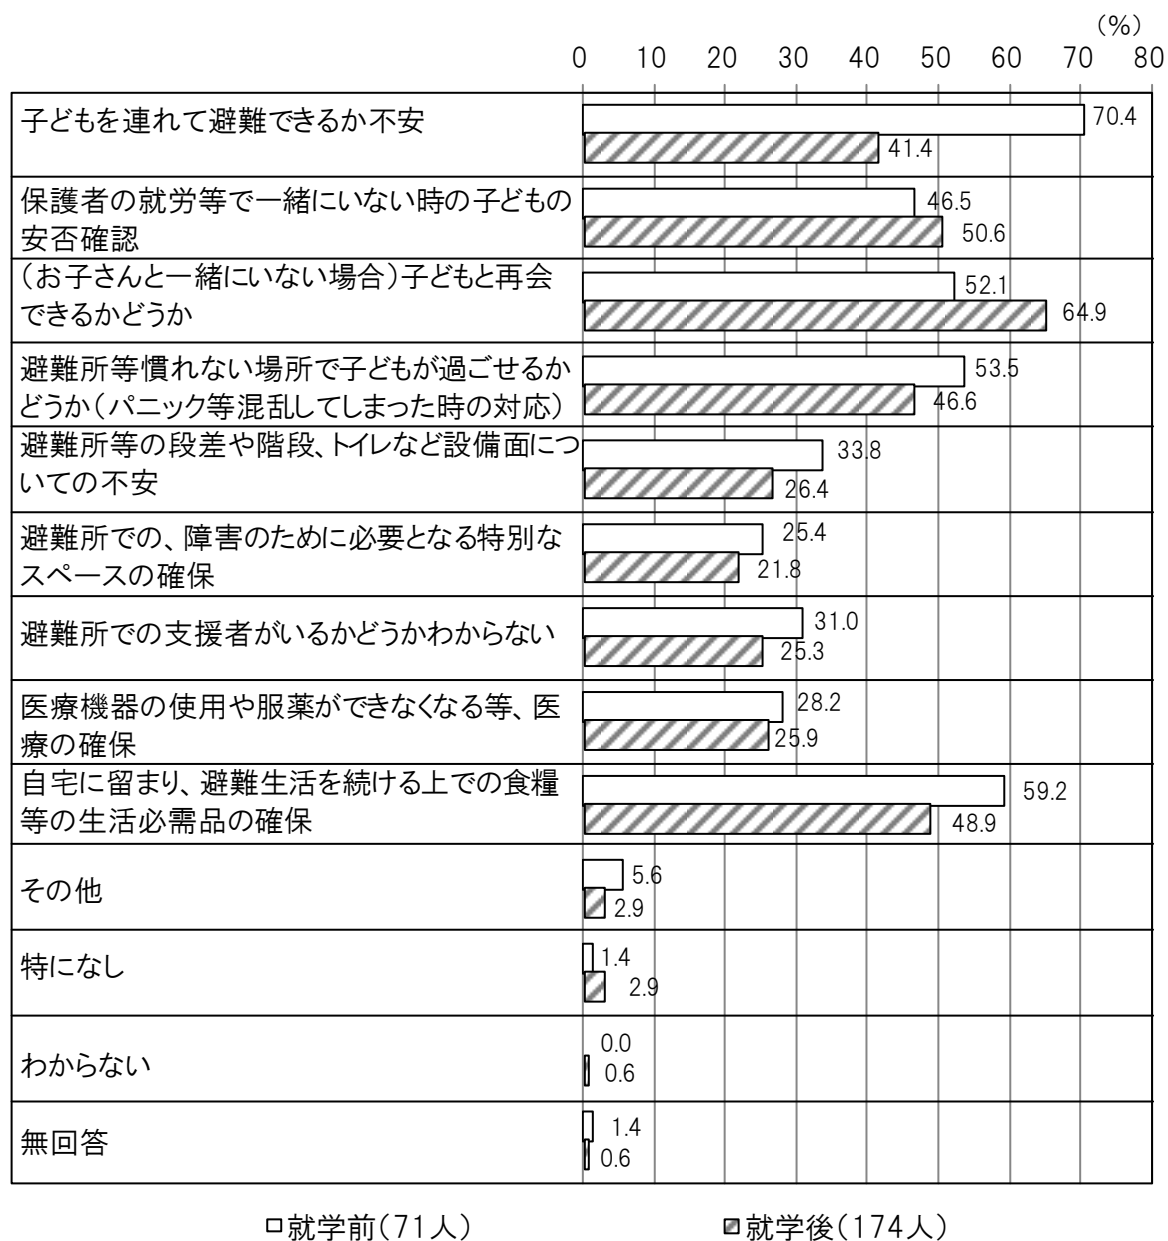 （%）
0 10 20 30 40 50 60 70 80
子どもを連れて避難できるか不安
70.4
41.4
保護者の就労等で一緒にいない時の子どもの
安否確認
46.5
50.6
（お子さんと一緒にいない場合）子どもと再会
できるかどうか
52.1
64.9
避難所等慣れない場所で子どもが過ごせるか
どうか（パニック等混乱してしまった時の対応）
53.5
46.6
避難所等の段差や階段、トイレなど設備面につ
いての不安
33.8
26.4
避難所での、障害のために必要となる特別な
スペースの確保
25.4
21.8
避難所での支援者がいるかどうかわからない
31.0
25.3
医療機器の使用や服薬ができなくなる等、医
療の確保
28.2
25.9
自宅に留まり、避難生活を続ける上での食糧
等の生活必需品の確保
59.2
48.9
その他
5.6
2.9
特になし
1.4
2.9
わからない
0.0
0.6
無回答
1.4
0.6
就学前（71人） 就学後（174人）